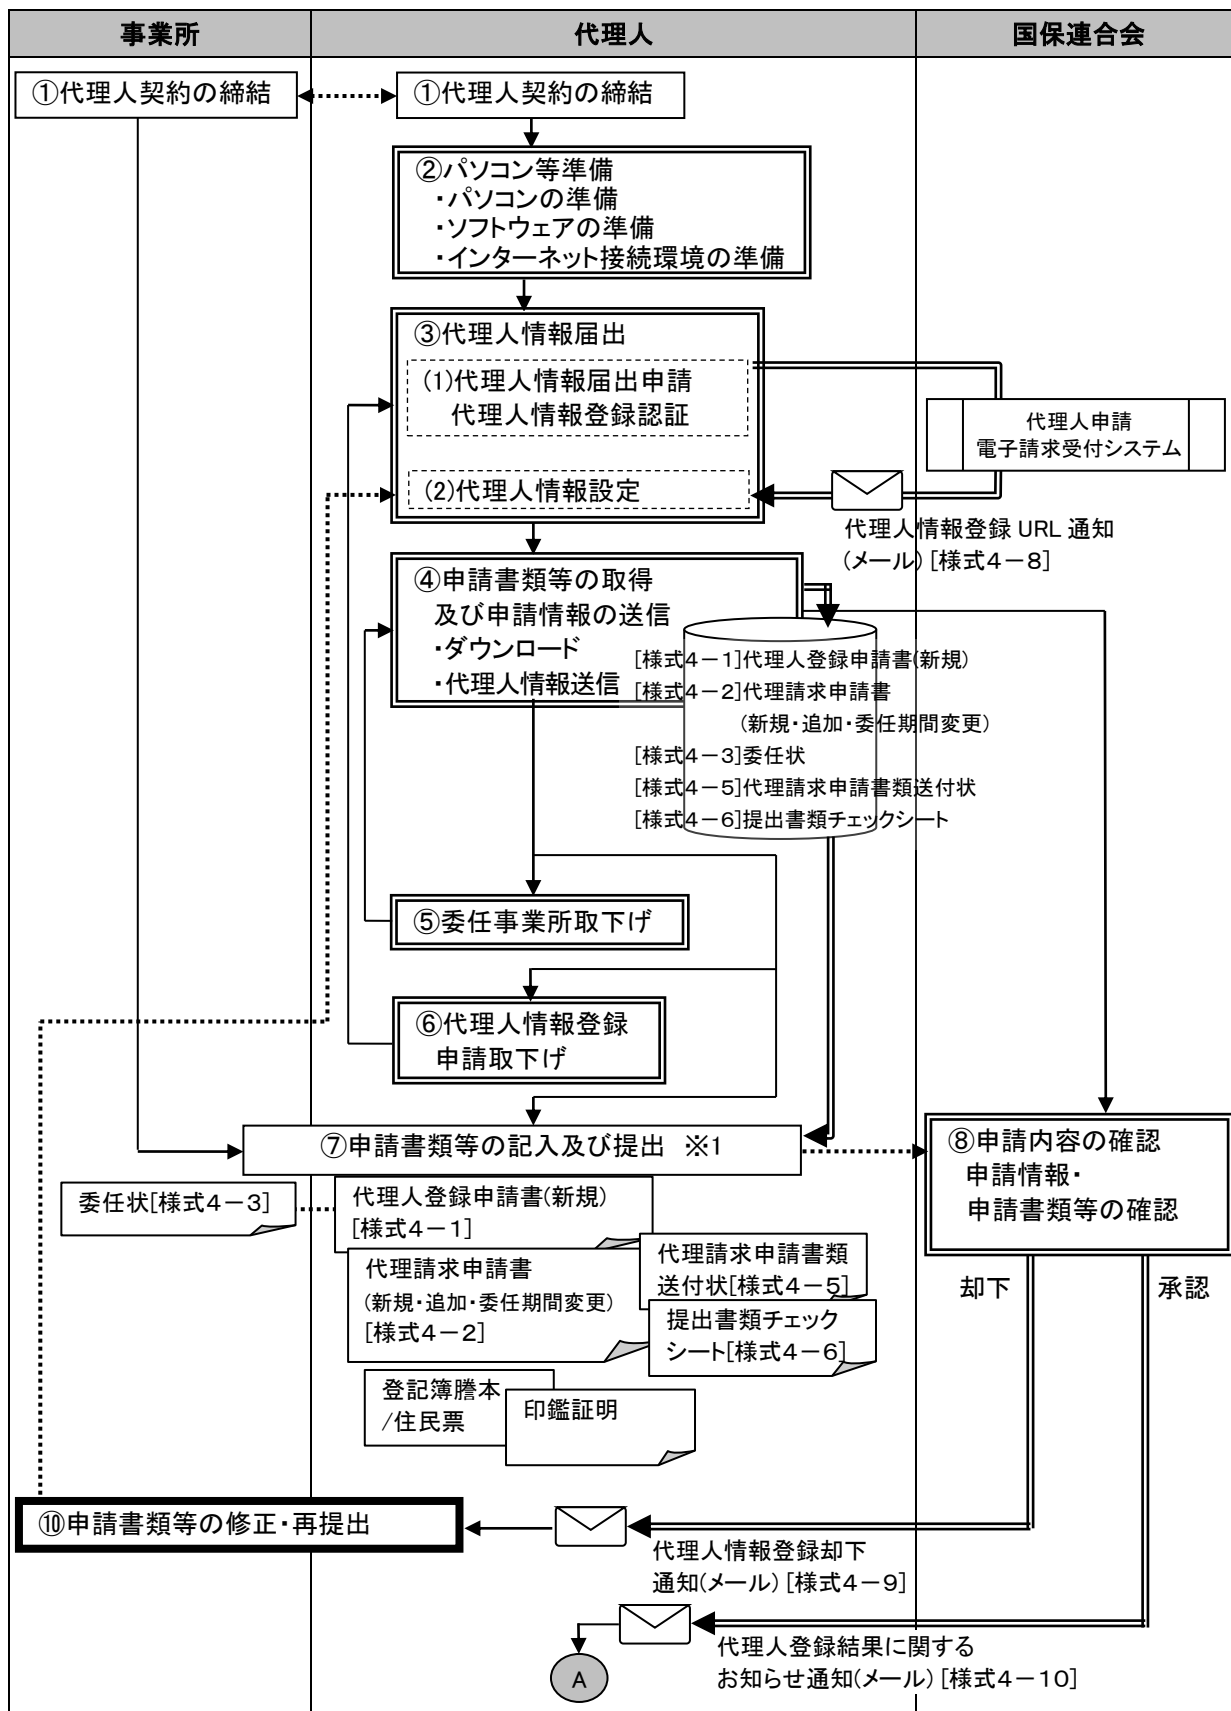 事業所
代理人
国保連合会
①代理人契約の締結
①代理人契約の締結
②パソコン等準備
・パソコンの準備
・ソフトウェアの準備
・インターネット接続環境の準備
③代理人情報届出
(1)代理人情報届出申請
代理人情報登録認証
(2)代理人情報設定
代理人申請
電子請求受付システム
代理人情報登録 URL 通知
(メール) [様式4-8]
④申請書類等の取得
及び申請情報の送信
・ダウンロード
・代理人情報送信
[様式4-1]代理人登録申請書(新規)
[様式4-2]代理請求申請書
(新規・追加・委任期間変更)
[様式4-3]委任状
[様式4-5]代理請求申請書類送付状
[様式4-6]提出書類チェックシート
⑤委任事業所取下げ
⑥代理人情報登録
申請取下げ
⑦申請書類等の記入及び提出 ※1
⑧申請内容の確認
申請情報・
申請書類等の確認
委任状[様式4-3]
代理人登録申請書(新規)
[様式4-1]
代理請求申請書
(新規・追加・委任期間変更)
[様式4-2]
代理請求申請書類
送付状[様式4-5]
提出書類チェック
シート[様式4-6]
登記簿謄本
/住民票
印鑑証明
却下
承認
⑩申請書類等の修正・再提出
代理人情報登録却下
通知(メール) [様式4-9]
代理人登録結果に関する
お知らせ通知(メール) [様式4-10]
A